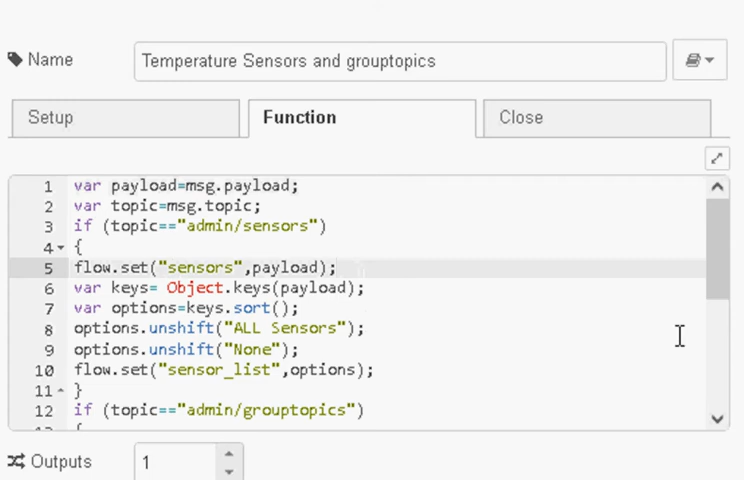 Name
Temperature Sensors and grouptopics
Setup
Function
Close
1 var payload=msg.payload;
2 var topic=msg.topic;
3 if (topic=="admin/sensors")
4 {
5 flow.set("sensors",payload);
6 var keys= Object.keys(payload);
7 var options=keys.sort();
8 options.unshift("ALL Sensors");
9 options.unshift("None");
10 flow.set("sensor_list",options);
11 }
12 if (topic=="admin/grouptopics")
Outputs
1